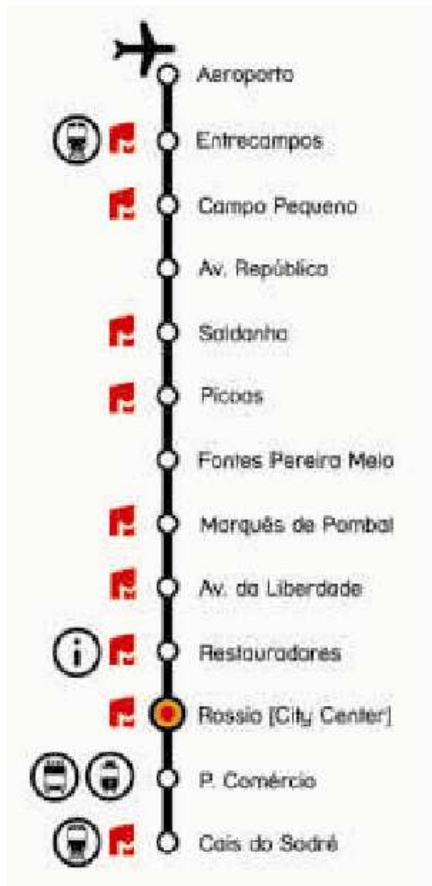 Aeroporto
Entrecampos
Campo Pequeno
Av. República
Saldanha
Picoas
Fontes Pereira Melo
Marquês de Pombal
Av. da Liberdade
Restauradores
Rossio [City Center]
P. Comércio
Cais do Sodré